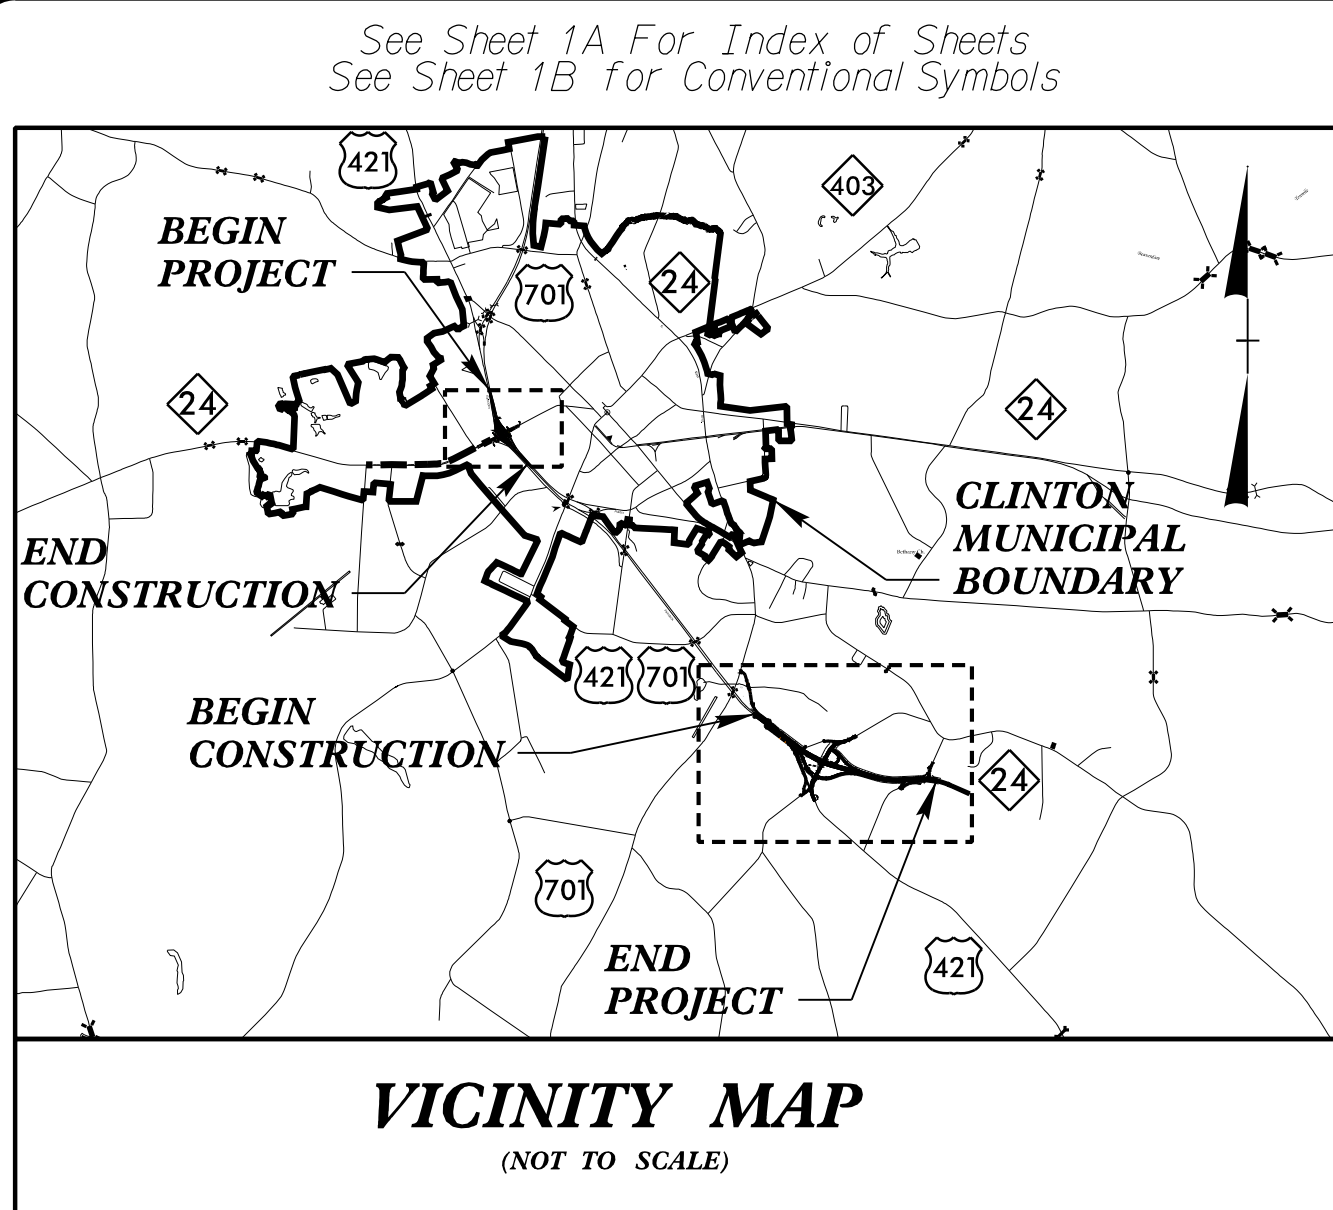 See Sheet 1A For Index of Sheets
See Sheet 1B for Conventional Symbols
421
403
BEGIN
PROJECT
701
24
24
24
CLINTON
MUNICIPAL
BOUNDARY
END
CONSTRUCTION
421
701
BEGIN
CONSTRUCTION
24
701
END
PROJECT
421
VICINITY MAP
(NOT TO SCALE)